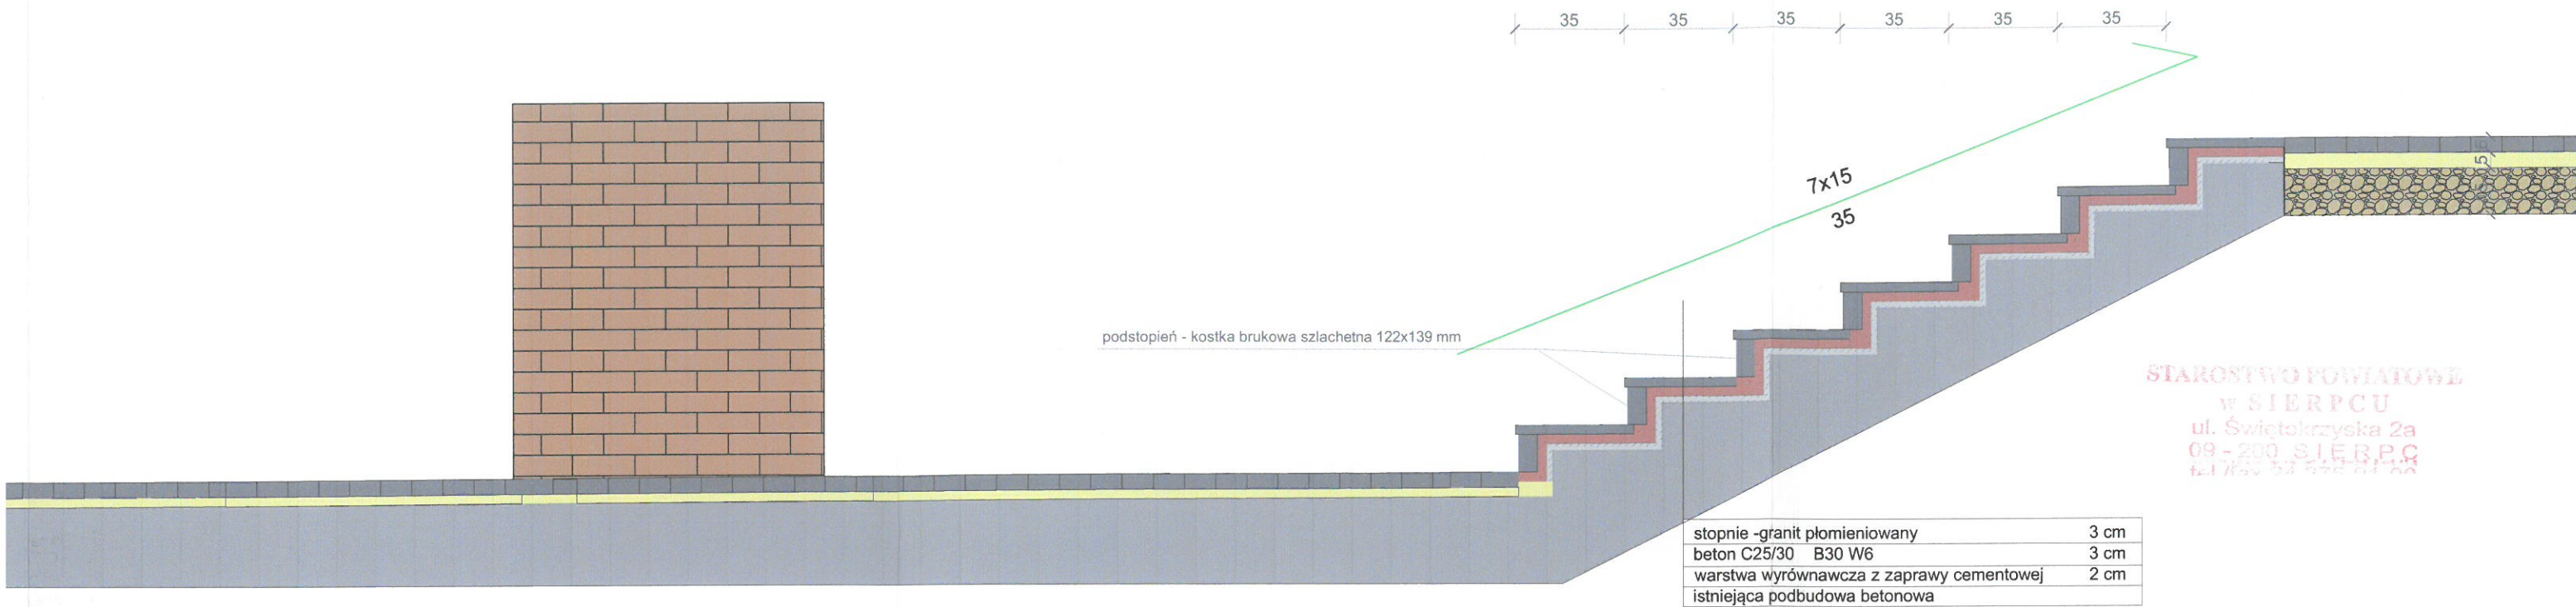 35 35 35 35 35 35
7x15
35
podstopień - kostka brukowa szlachetna 122x139 mm
STAROSTWO POWIATOWE
w SIERPCU
ul. Świętokrzyska 2a
09 - 200 SIERPC
stopnie -granit płomieniowany 3 cm
beton C25/30 B30 W6 3 cm
warstwa wyrównawcza z zaprawy cementowej 2 cm
istniejąca podbudowa betonowa